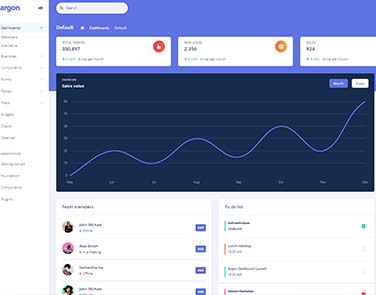 argon
Search
Dashboards
Dashboard
Alternative
Examples
Components
Forms
Tables
Maps
Widgets
Charts
Calendar
Getting started
Foundation
Components
Plugins
Default
Dashboards
Default
TOTAL TRAFFIC
350,897
3.48% Since last month
NEW USERS
2,356
3.48% Since last month
SALES
924
3.48% Since last month
OVERVIEW
Sales value
Month
Week
60
50
40
30
20
10
0
May
Jun
Jul
Aug
Sep
Oct
Nov
Dec
Team members
John Michael
Online
Add
Alex Smith
In a meeting
Add
Samantha Ivy
Offline
Add
John Michael
Online
To do list
Call with Dave
10:30 AM
Lunch meeting
10:30 AM
Argon Dashboard Launch
10:30 AM